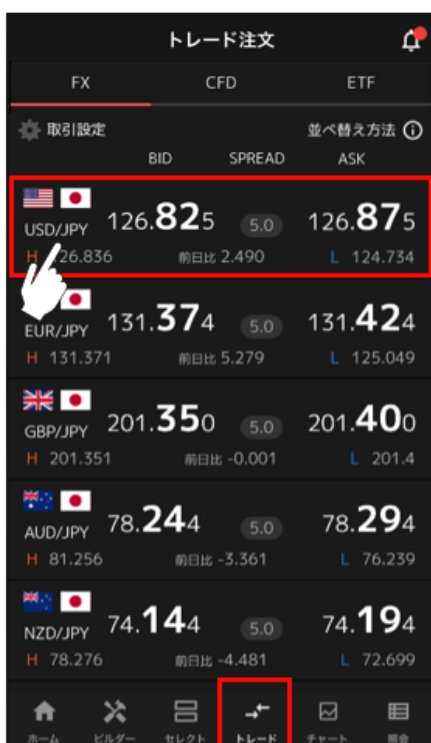 トレード注文
FX CFD ETF
取引設定 並べ替え方法
BID SPREAD ASK
USD/JPY 126.825 5.0 126.875
H 26.836 前日比 2.490 L 124.734
EUR/JPY 131.374 5.0 131.424
H 131.371 前日比 5.279 L 125.049
GBP/JPY 201.350 5.0 201.400
H 201.351 前日比 -0.001 L 201.4
AUD/JPY 78.244 5.0 78.294
H 81.256 前日比 -3.361 L 76.239
NZD/JPY 74.144 5.0 74.194
H 78.276 前日比 -4.481 L 72.699
ホーム ビルダー セレクト トレード チャート 照会